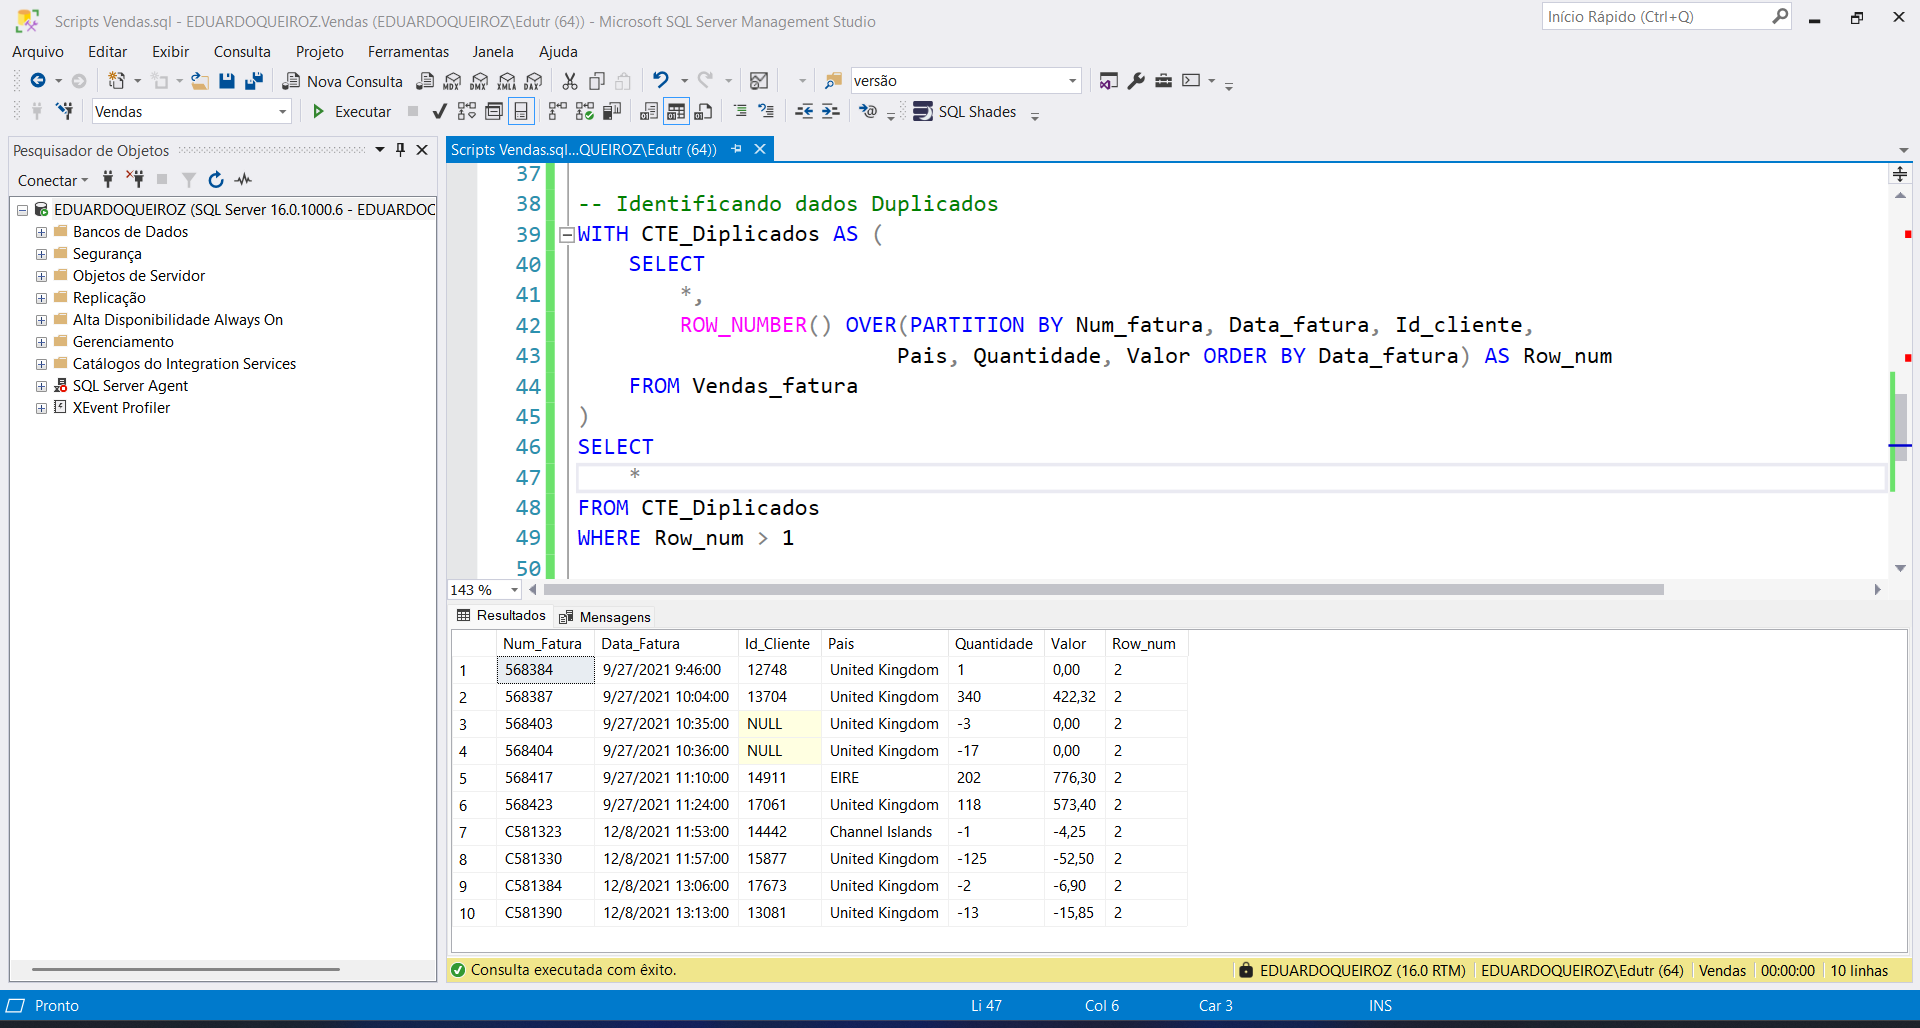 Scripts Vendas.sql - EDUARDOQUEIROZ.Vendas (EDUARDOQUEIROZ\Edutr (64)) - Microsoft SQL Server Management Studio
Início Rápido (Ctrl+Q)
Arquivo Editar Exibir Consulta Projeto Ferramentas Janela Ajuda
Nova Consulta MDX DMX XMLA DAX versão
Vendas Executar SQL Shades
Pesquisador de Objetos
Conectar
EDUARDOQUEIROZ (SQL Server 16.0.1000.6 - EDUARDOC
Bancos de Dados
Segurança
Objetos de Servidor
Replicação
Alta Disponibilidade Always On
Gerenciamento
Catálogos do Integration Services
SQL Server Agent
XEvent Profiler
Scripts Vendas.sql...QUEIROZ\Edutr (64))
37
38 -- Identificando dados Duplicados
39 WITH CTE_Diplicados AS (
40 SELECT
41 *,
42 ROW_NUMBER() OVER(PARTITION BY Num_fatura, Data_fatura, Id_cliente,
43 Pais, Quantidade, Valor ORDER BY Data_fatura) AS Row_num
44 FROM Vendas_fatura
45 )
46 SELECT
47 *
48 FROM CTE_Diplicados
49 WHERE Row_num > 1
50
143 %
Resultados Mensagens
Num_Fatura Data_Fatura Id_Cliente Pais Quantidade Valor Row_num
1 568384 9/27/2021 9:46:00 12748 United Kingdom 1 0,00 2
2 568387 9/27/2021 10:04:00 13704 United Kingdom 340 422,32 2
3 568403 9/27/2021 10:35:00 NULL United Kingdom -3 0,00 2
4 568404 9/27/2021 10:36:00 NULL United Kingdom -17 0,00 2
5 568417 9/27/2021 11:10:00 14911 EIRE 202 776,30 2
6 568423 9/27/2021 11:24:00 17061 United Kingdom 118 573,40 2
7 C581323 12/8/2021 11:53:00 14442 Channel Islands -1 -4,25 2
8 C581330 12/8/2021 11:57:00 15877 United Kingdom -125 -52,50 2
9 C581384 12/8/2021 13:06:00 17673 United Kingdom -2 -6,90 2
10 C581390 12/8/2021 13:13:00 13081 United Kingdom -13 -15,85 2
Consulta executada com êxito.
EDUARDOQUEIROZ (16.0 RTM) EDUARDOQUEIROZ\Edutr (64) Vendas 00:00:00 10 linhas
Pronto Li 47 Col 6 Car 3 INS